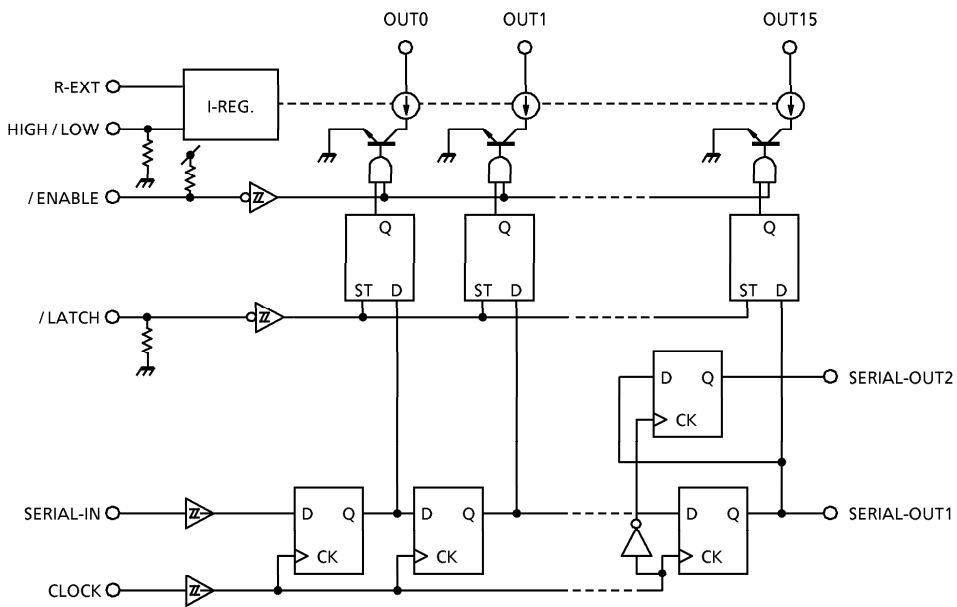 OUT0 OUT1 OUT15
R-EXT
I-REG.
HIGH / LOW
/ ENABLE
Q Q Q
ST D ST D ST D
/ LATCH
D Q SERIAL-OUT2
CK
SERIAL-IN D Q D Q D Q SERIAL-OUT1
CK CK CK
CLOCK